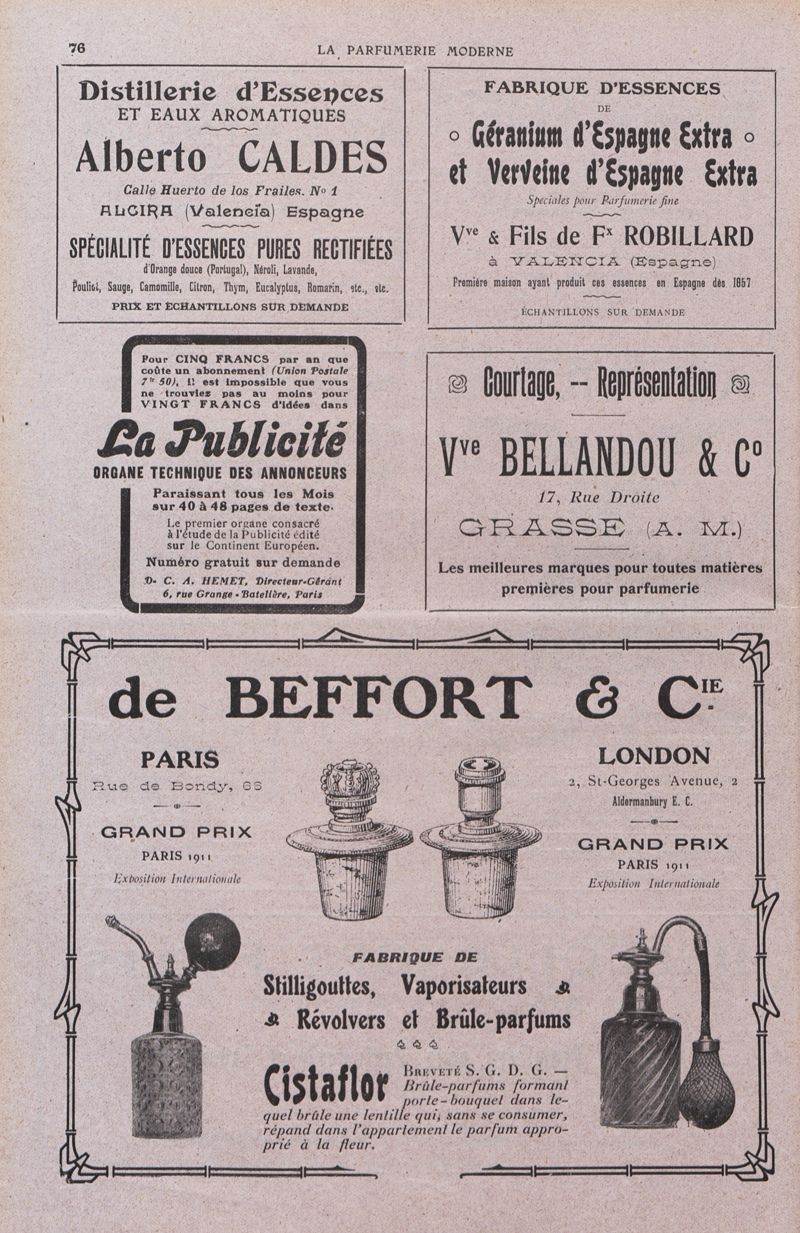 76
LA PARFUMERIE MODERNE
Distillerie d'Essences
ET EAUX AROMATIQUES
Alberto CALDES
Calle Huerto de los Frailes. No 1
ALCIRA (Valencïa) Espagne
SPÉCIALITÉ D'ESSENCES PURES RECTIFIÉES
d'Orange douce (Portugal), Néroli, Lavande,
Pouliot, Sauge, Camomille, Citron, Thym, Eucalyptus, Romarin, etc., etc.
PRIX ET ÉCHANTILLONS SUR DEMANDE
FABRIQUE D'ESSENCES
DE
Géranium d'Espagne Extra
et Verveine d'Espagne Extra
Speciales pour Parfumerie fine
Vve & Fils de Fx ROBILLARD
à VALENCIA (Espagne)
Première maison ayant produit ces essences en Espagne dès 1857
ÉCHANTILLONS SUR DEMANDE
Pour CINQ FRANCS par an que
coûte un abonnement (Union Postale
7 fr 50), il est impossible que vous
ne trouviez pas au moins pour
VINGT FRANCS d'idées dans
La Publicité
ORGANE TECHNIQUE DES ANNONCEURS
Paraissant tous les Mois
sur 40 à 48 pages de texte.
Le premier organe consacré
à l'étude de la Publicité édité
sur le Continent Européen.
Numéro gratuit sur demande
D. C. A. HEMET, Directeur-Gérant
6, rue Grange-Batelière, Paris
Courtage, -- Représentation
Vve BELLANDOU & Co
17, Rue Droite
GRASSE (A. M.)
Les meilleures marques pour toutes matières
premières pour parfumerie
de BEFFORT & CIE
PARIS
Rue de Bondy, 66
GRAND PRIX
PARIS 1911
Exposition Internationale
LONDON
2, St-Georges Avenue, 2
Aldermanbury E. C.
GRAND PRIX
PARIS 1911
Exposition Internationale
FABRIQUE DE
Stilligouttes, Vaporisateurs
Révolvers et Brûle-parfums
Cistaflor BREVETÉ S. G. D. G. —
Brûle-parfums formant
porte-bouquet dans le-
quel brûle une lentille qui, sans se consumer,
répand dans l'appartement le parfum appro-
prié à la fleur.